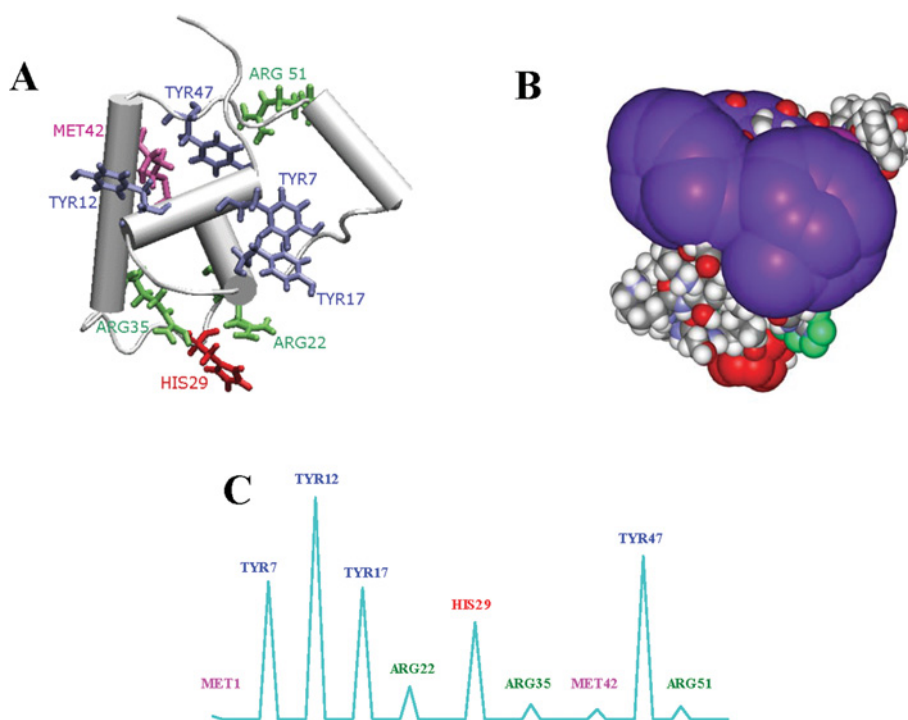 A
ARG 51
TYR47
MET42
TYR12
TYR7
TYR17
ARG35
ARG22
HIS29
B
C
TYR12
TYR47
TYR7
TYR17
HIS29
ARG22
MET1
ARG35
MET42
ARG51